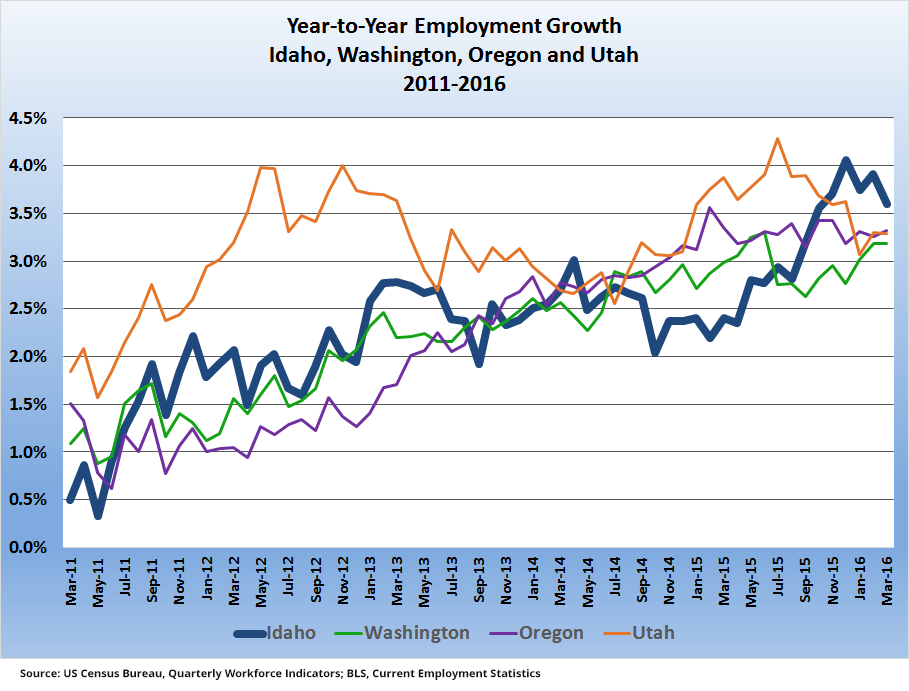 Year-to-Year Employment Growth
Idaho, Washington, Oregon and Utah
2011-2016
4.5%
4.0%
3.5%
3.0%
2.5%
2.0%
1.5%
1.0%
0.5%
0.0%
Mar-11
May-11
Jul-11
Sep-11
Nov-11
Jan-12
Mar-12
May-12
Jul-12
Sep-12
Nov-12
Jan-13
Mar-13
May-13
Jul-13
Sep-13
Nov-13
Jan-14
Mar-14
May-14
Jul-14
Sep-14
Nov-14
Jan-15
Mar-15
May-15
Jul-15
Sep-15
Nov-15
Jan-16
Mar-16
Idaho Washington Oregon Utah
Source: US Census Bureau, Quarterly Workforce Indicators; BLS, Current Employment Statistics